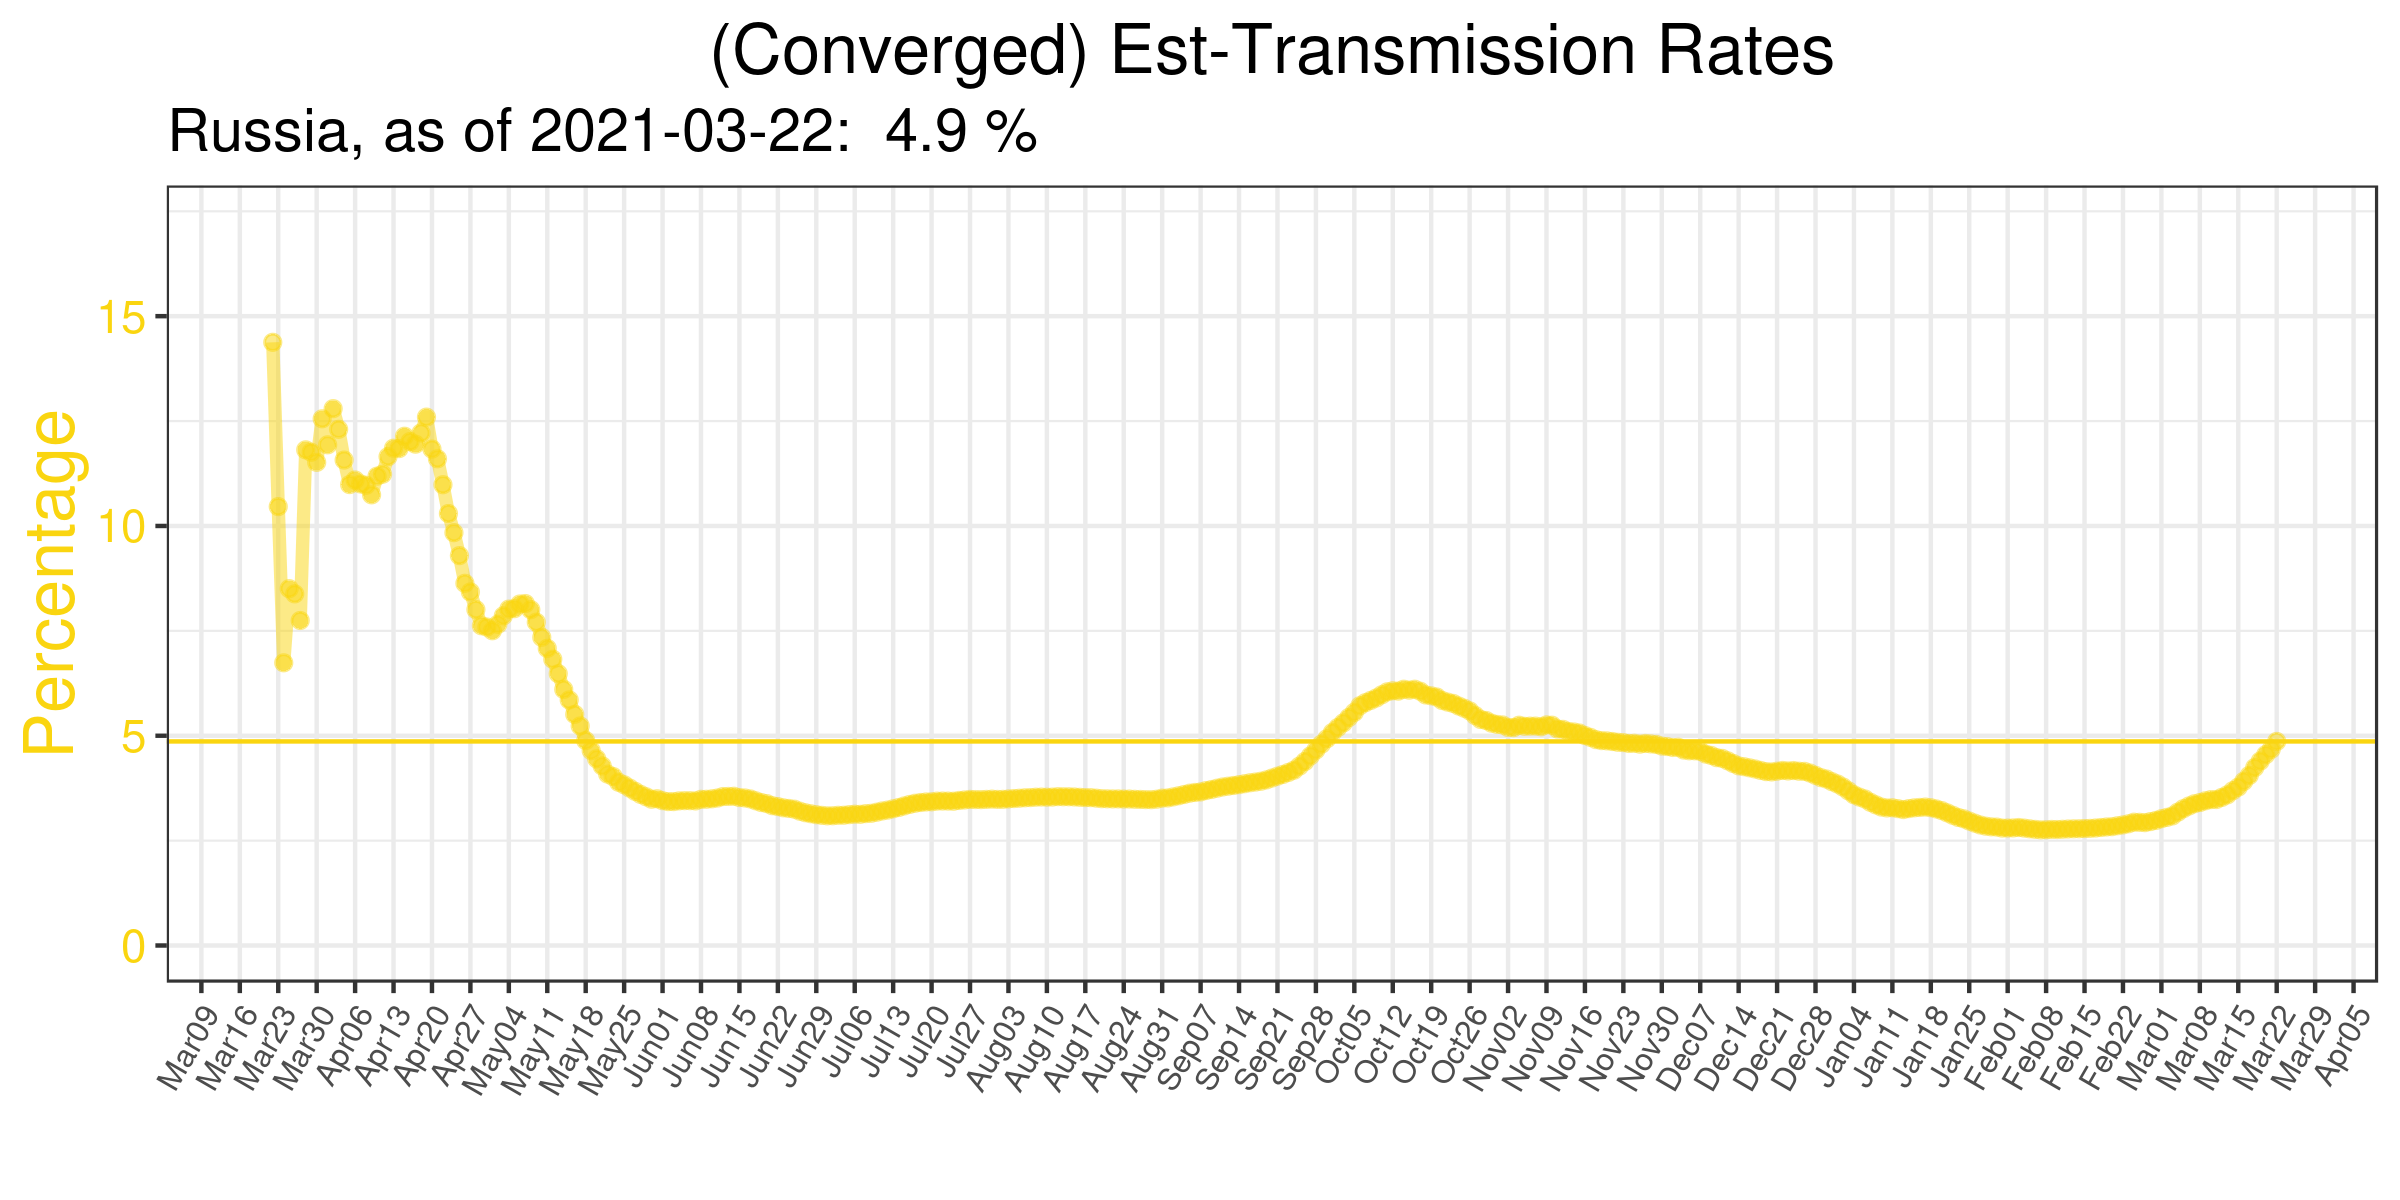 (Converged) Est-Transmission Rates
Russia, as of 2021-03-22:  4.9 %
Percentage
15
10
5
0
Mar09
Mar16
Mar23
Mar30
Apr06
Apr13
Apr20
Apr27
May04
May11
May18
May25
Jun01
Jun08
Jun15
Jun22
Jun29
Jul06
Jul13
Jul20
Jul27
Aug03
Aug10
Aug17
Aug24
Aug31
Sep07
Sep14
Sep21
Sep28
Oct05
Oct12
Oct19
Oct26
Nov02
Nov09
Nov16
Nov23
Nov30
Dec07
Dec14
Dec21
Dec28
Jan04
Jan11
Jan18
Jan25
Feb01
Feb08
Feb15
Feb22
Mar01
Mar08
Mar15
Mar22
Mar29
Apr05